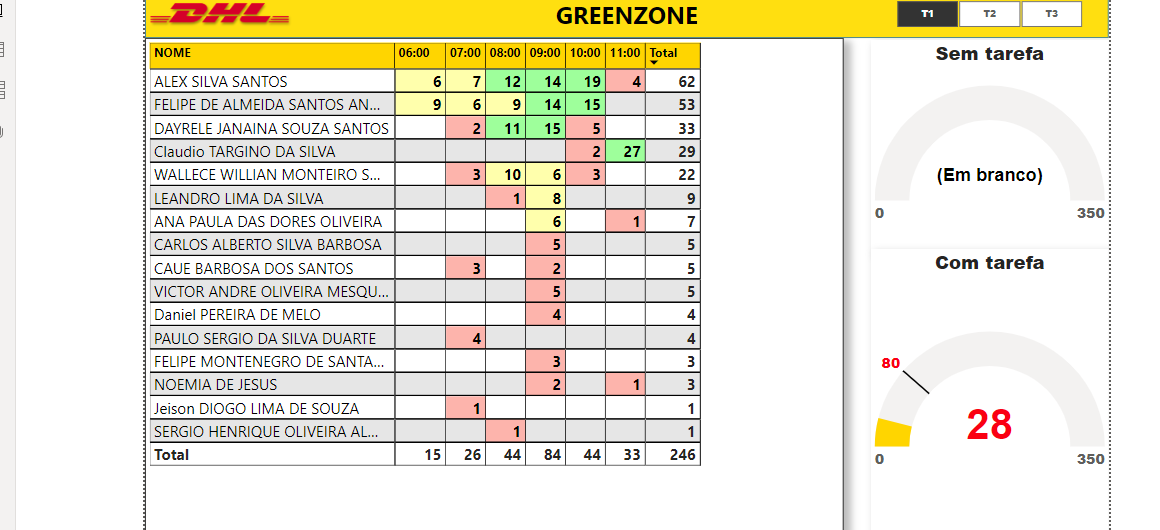 DHL
GREENZONE
T1 T2 T3
NOME 06:00 07:00 08:00 09:00 10:00 11:00 Total
ALEX SILVA SANTOS 6 7 12 14 19 4 62
FELIPE DE ALMEIDA SANTOS AN... 9 6 9 14 15 53
DAYRELE JANAINA SOUZA SANTOS 2 11 15 5 33
Claudio TARGINO DA SILVA 2 27 29
WALLECE WILLIAN MONTEIRO S... 3 10 6 3 22
LEANDRO LIMA DA SILVA 1 8 9
ANA PAULA DAS DORES OLIVEIRA 6 1 7
CARLOS ALBERTO SILVA BARBOSA 5 5
CAUE BARBOSA DOS SANTOS 3 2 5
VICTOR ANDRE OLIVEIRA MESQU... 5 5
Daniel PEREIRA DE MELO 4 4
PAULO SERGIO DA SILVA DUARTE 4 4
FELIPE MONTENEGRO DE SANTA... 3 3
NOEMIA DE JESUS 2 1 3
Jeison DIOGO LIMA DE SOUZA 1 1
SERGIO HENRIQUE OLIVEIRA AL... 1 1
Total 15 26 44 84 44 33 246
Sem tarefa
(Em branco)
0 350
Com tarefa
80
28
0 350